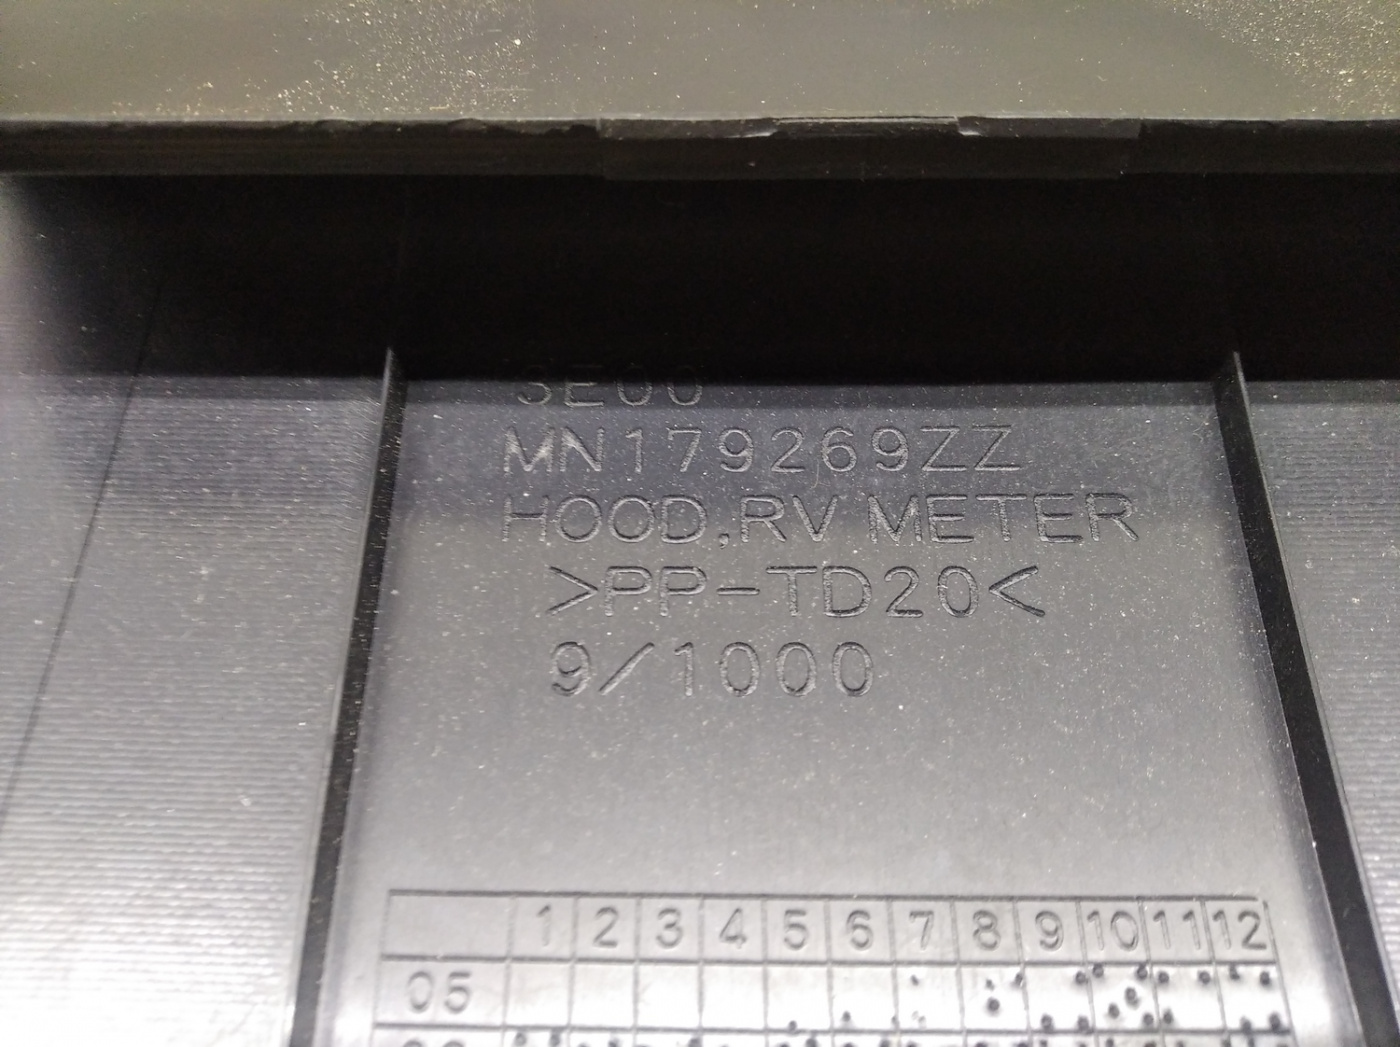 3E00
MN179269ZZ
HOOD,RV METER
>PP-TD20<
9/1000
1 2 3 4 5 6 7 8 9 10 11 12
05